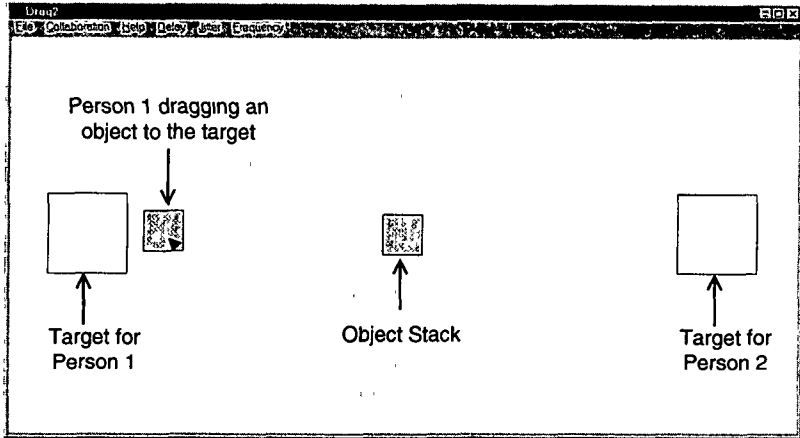 Drag2
File Collaboration Help Delay Jitter Frequency
Person 1 dragging an
object to the target
Target for
Person 1
Object Stack
Target for
Person 2